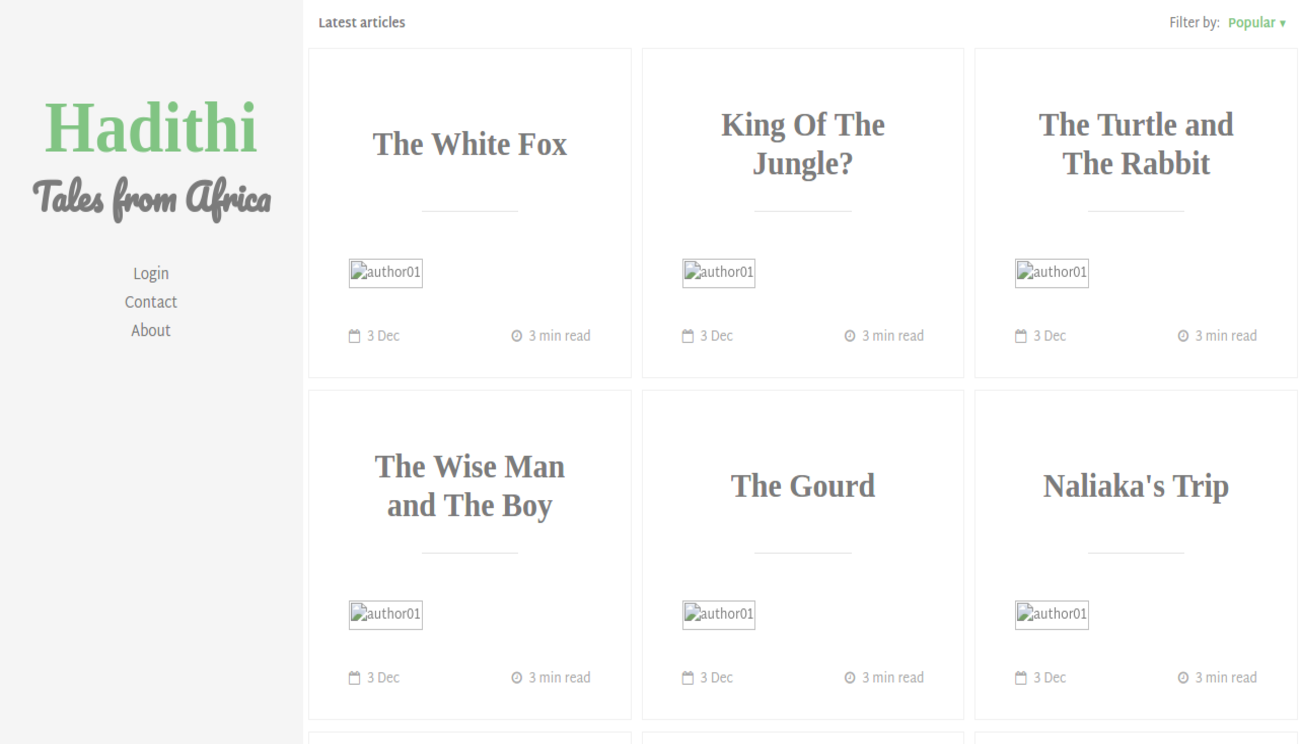 Hadithi
Tales from Africa
Login
Contact
About
Latest articles
Filter by: Popular ▾
The White Fox
author01
3 Dec
3 min read
King Of The
Jungle?
author01
3 Dec
3 min read
The Turtle and
The Rabbit
author01
3 Dec
3 min read
The Wise Man
and The Boy
author01
3 Dec
3 min read
The Gourd
author01
3 Dec
3 min read
Naliaka's Trip
author01
3 Dec
3 min read